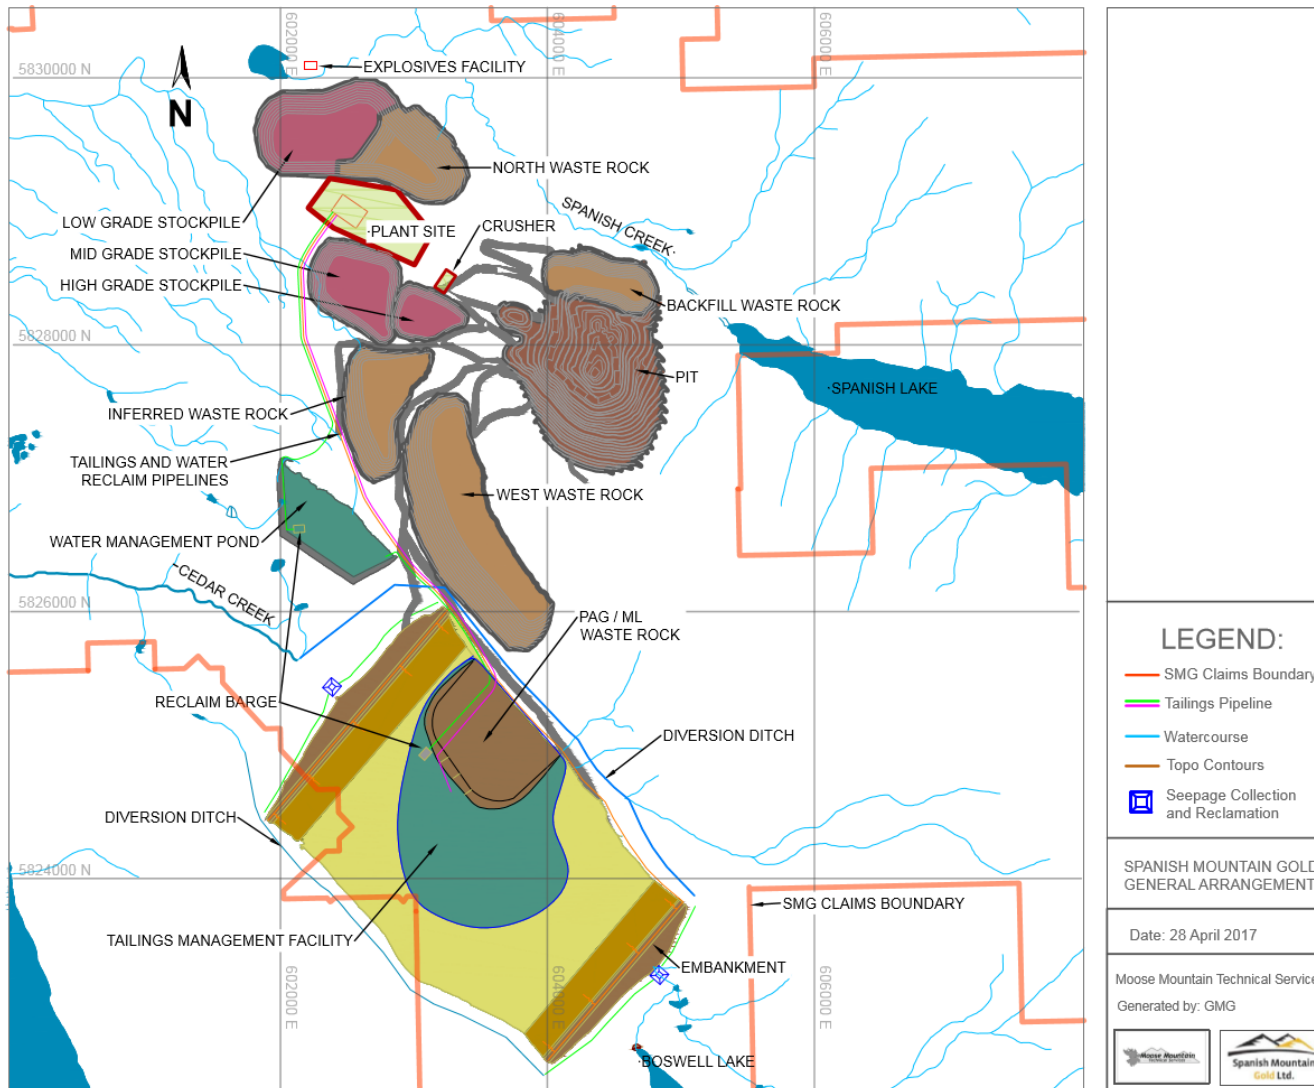 602000 E
604000 E
606000 E
5830000 N
EXPLOSIVES FACILITY
N
NORTH WASTE ROCK
LOW GRADE STOCKPILE
SPANISH CREEK
PLANT SITE
CRUSHER
MID GRADE STOCKPILE
HIGH GRADE STOCKPILE
BACKFILL WASTE ROCK
5828000 N
PIT
SPANISH LAKE
INFERRED WASTE ROCK
TAILINGS AND WATER
RECLAIM PIPELINES
WEST WASTE ROCK
WATER MANAGEMENT POND
CEDAR CREEK
5826000 N
PAG / ML
WASTE ROCK
RECLAIM BARGE
DIVERSION DITCH
DIVERSION DITCH
5824000 N
SMG CLAIMS BOUNDARY
TAILINGS MANAGEMENT FACILITY
EMBANKMENT
602000 E
604000 E
606000 E
BOSWELL LAKE
LEGEND:
SMG Claims Boundary
Tailings Pipeline
Watercourse
Topo Contours
Seepage Collection
and Reclamation
SPANISH MOUNTAIN GOLD
GENERAL ARRANGEMENT
Date: 28 April 2017
Moose Mountain Technical Service
Generated by: GMG
Moose Mountain
Technical Services
Spanish Mountain
Gold Ltd.